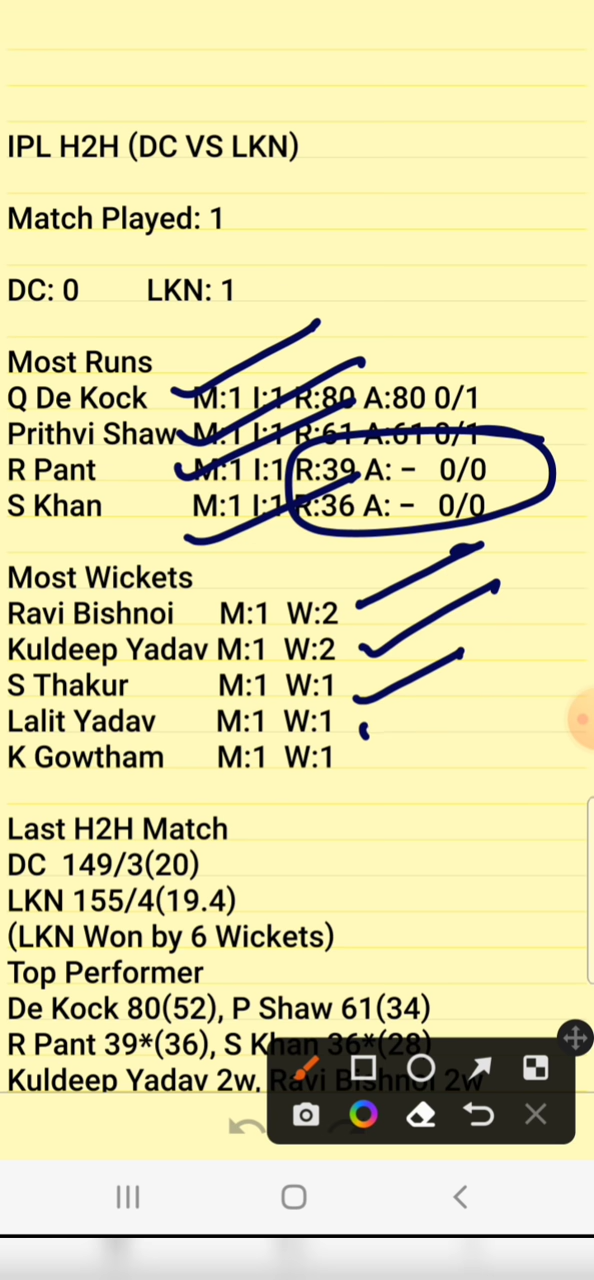 IPL H2H (DC VS LKN)
Match Played: 1
DC: 0 LKN: 1
Most Runs
Q De Kock M:1 I:1 R:80 A:80 0/1
Prithvi Shaw M:1 I:1 R:61 A:61 0/1
R Pant M:1 I:1 R:39 A: - 0/0
S Khan M:1 I:1 R:36 A: - 0/0
Most Wickets
Ravi Bishnoi M:1 W:2
Kuldeep Yadav M:1 W:2
S Thakur M:1 W:1
Lalit Yadav M:1 W:1
K Gowtham M:1 W:1
Last H2H Match
DC 149/3(20)
LKN 155/4(19.4)
(LKN Won by 6 Wickets)
Top Performer
De Kock 80(52), P Shaw 61(34)
R Pant 39*(36), S Khan 36*(28)
Kuldeep Yadav 2w, Ravi Bishnoi 2w